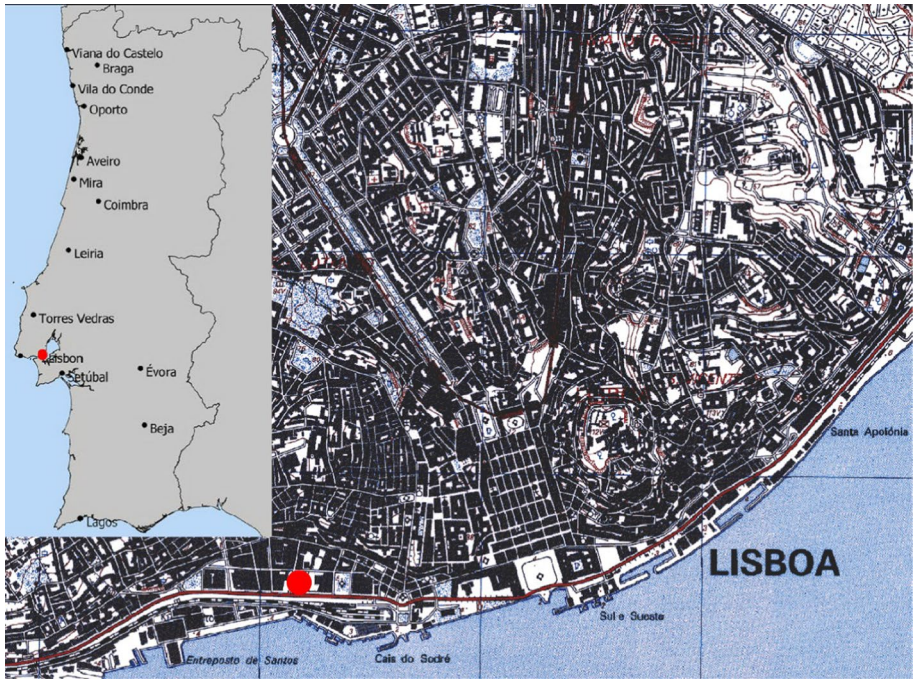 Viana do Castelo
Braga
Vila do Conde
Oporto
Aveiro
Mira
Coimbra
Leiria
Torres Vedras
Lisbon
Setúbal
Évora
Beja
Lagos
Santa Apolónia
LISBOA
Sul e Sueste
Cais do Sodré
Entreposto de Santos